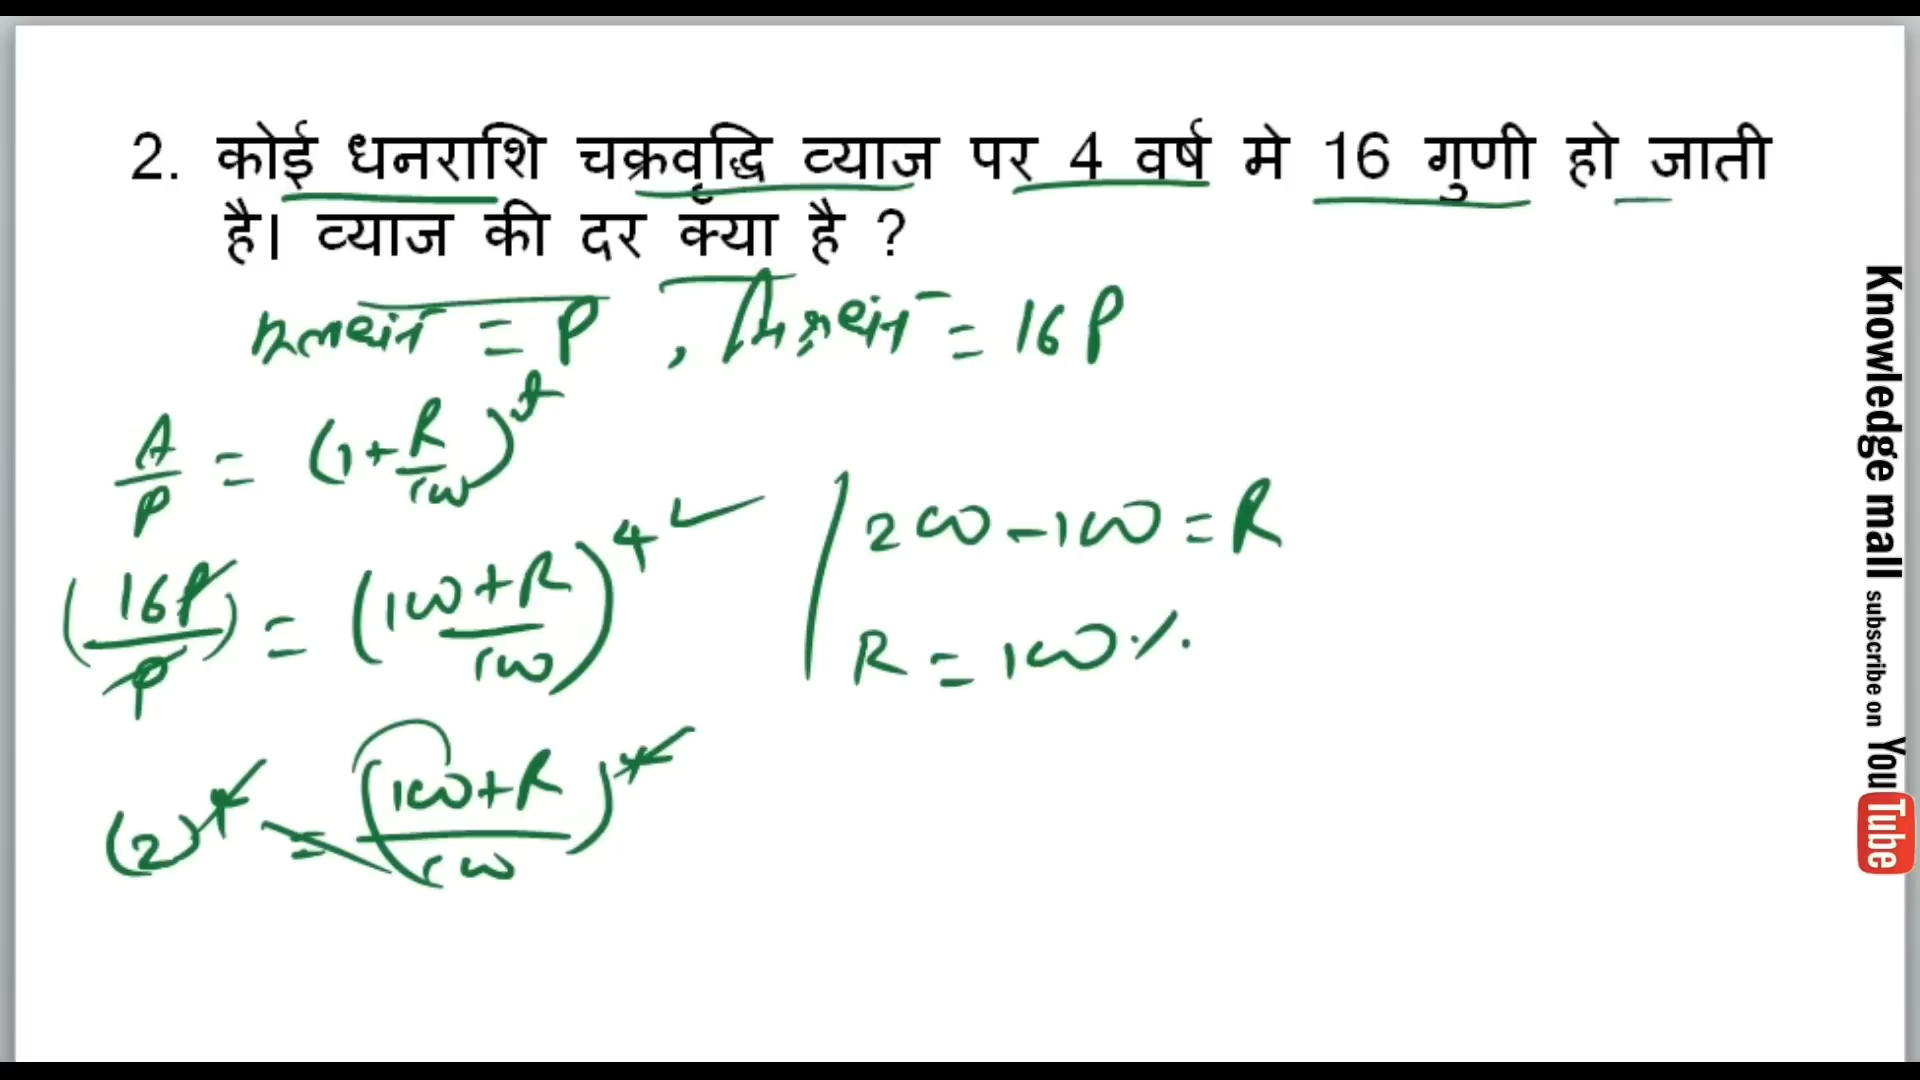 2. कोई धनराशि चक्रवृद्धि व्याज पर 4 वर्ष मे 16 गुणी हो जाती
है। व्याज की दर क्या है ?
मूलधन = P , मिश्रधन = 16P
A/P = (1+R/100)^t
(16P/P) = (100+R/100)^4
(2)^4 = (100+R/100)^4
200-100=R
R=100%
Knowledge mall subscribe on YouTube